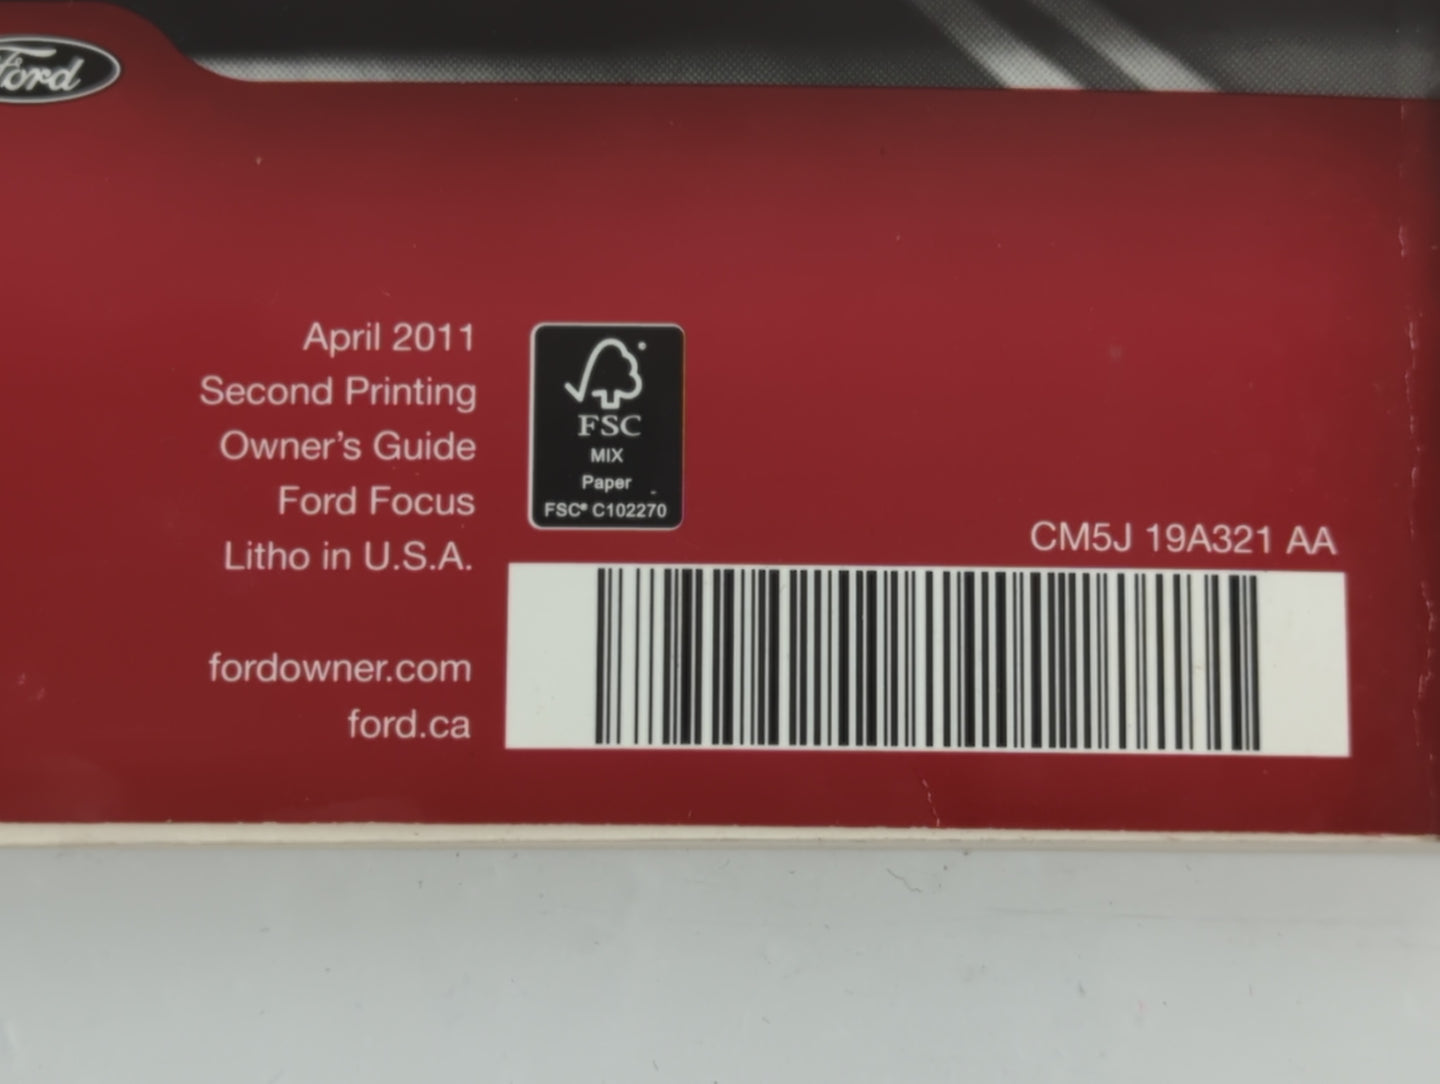 Ford
April 2011
Second Printing
Owner's Guide
Ford Focus
Litho in U.S.A.
fordowner.com
ford.ca
FSC
MIX
Paper
FSC® C102270
CM5J 19A321 AA